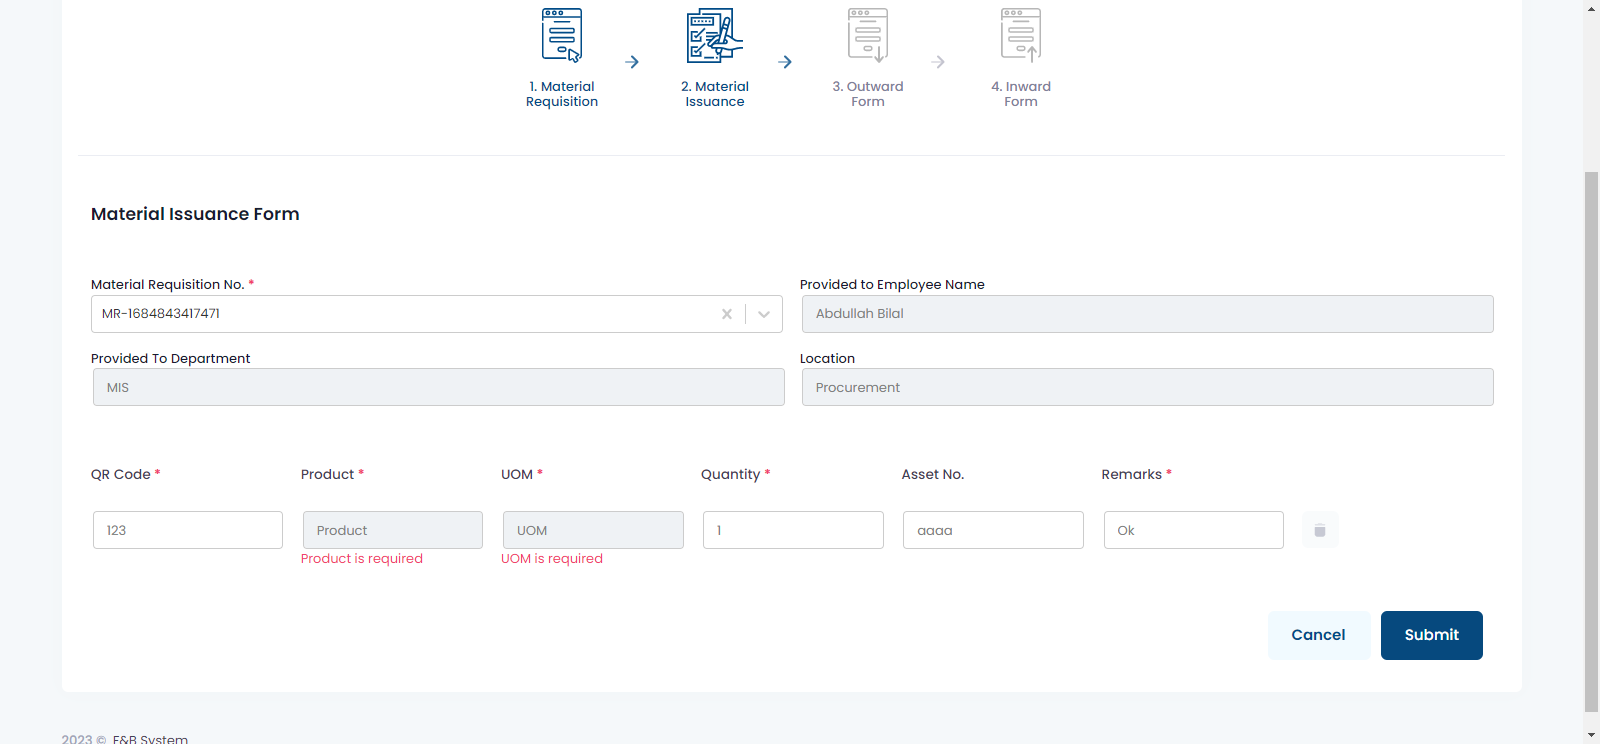 1. Material
Requisition
2. Material
Issuance
3. Outward
Form
4. Inward
Form
Material Issuance Form
Material Requisition No. *
Provided to Employee Name
MR-1684843417471
Abdullah Bilal
Provided To Department
Location
MIS
Procurement
QR Code * Product * UOM * Quantity * Asset No. Remarks *
123 Product UOM 1 aaaa Ok
Product is required UOM is required
Cancel Submit
2023 © F&B System